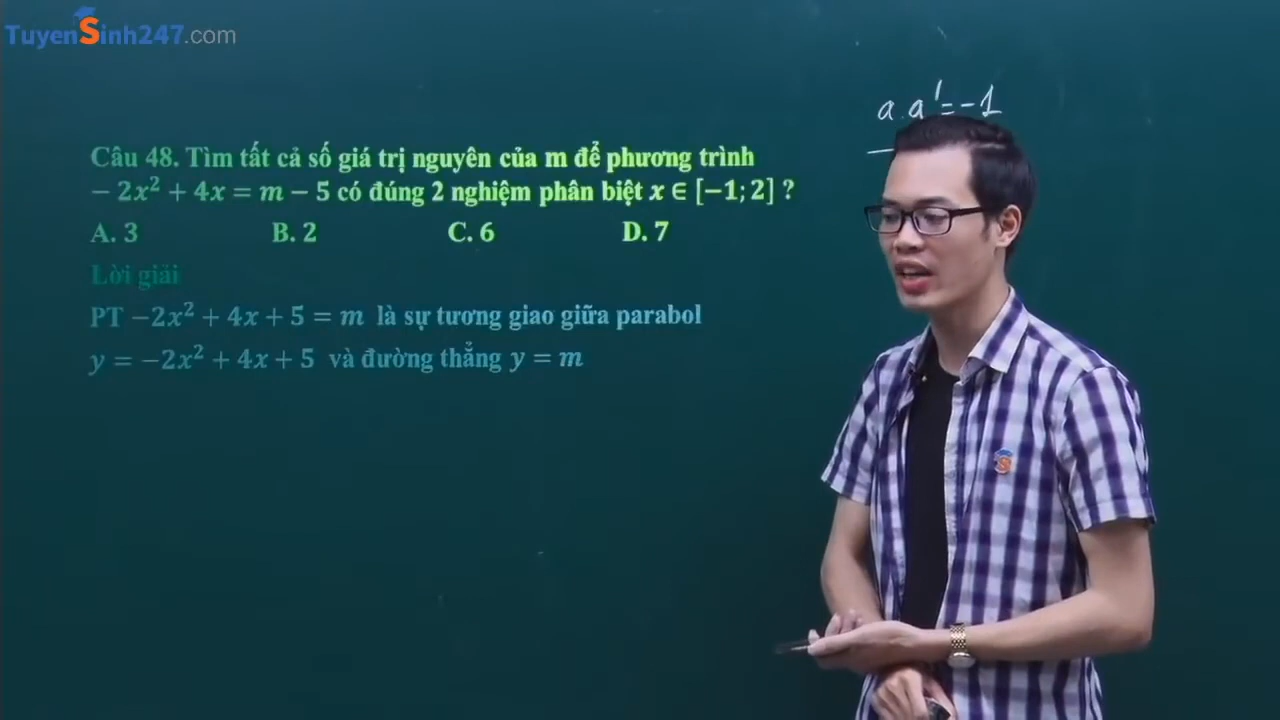 TuyenSinh247.com
a.a'=-1
Câu 48. Tìm tất cả số giá trị nguyên của m để phương trình
− 2x² + 4x = m − 5 có đúng 2 nghiệm phân biệt x ∈ [−1; 2] ?
A. 3 B. 2 C. 6 D. 7
Lời giải
PT −2x² + 4x + 5 = m là sự tương giao giữa parabol
y = −2x² + 4x + 5 và đường thẳng y = m